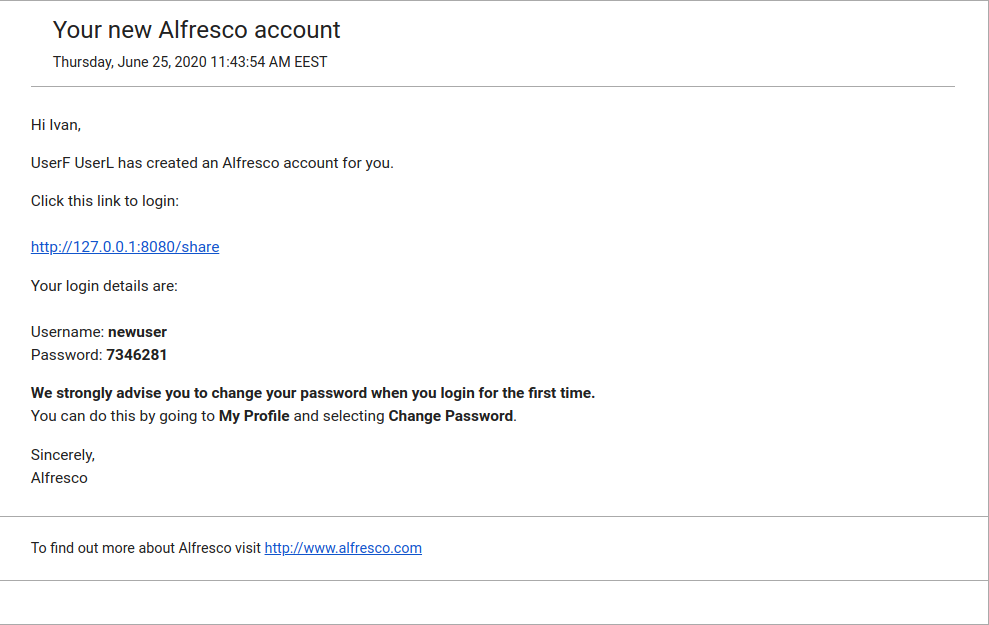 Your new Alfresco account
Thursday, June 25, 2020 11:43:54 AM EEST
Hi Ivan,
UserF UserL has created an Alfresco account for you.
Click this link to login:
http://127.0.0.1:8080/share
Your login details are:
Username: newuser
Password: 7346281
We strongly advise you to change your password when you login for the first time.
You can do this by going to My Profile and selecting Change Password.
Sincerely,
Alfresco
To find out more about Alfresco visit http://www.alfresco.com